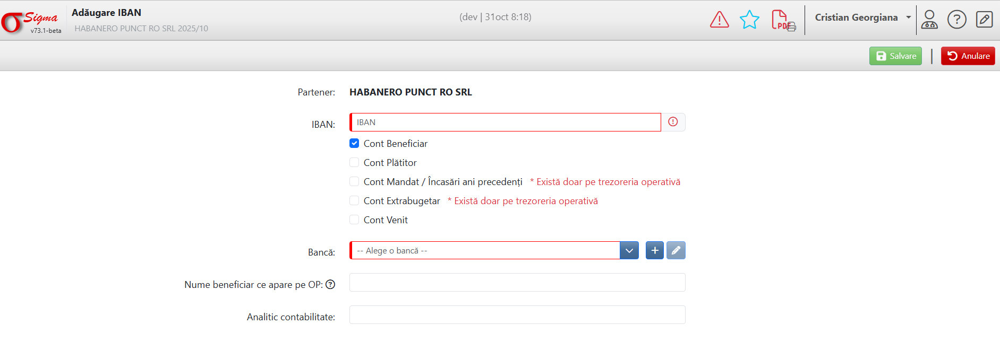 Sigma
v73.1-beta
Adăugare IBAN
HABANERO PUNCT RO SRL 2025/10
(dev | 31oct 8:18)
PDF
Cristian Georgiana
Salvare
Anulare
Partener: HABANERO PUNCT RO SRL
IBAN: IBAN
Cont Beneficiar
Cont Plătitor
Cont Mandat / Încasări ani precedenți * Există doar pe trezoreria operativă
Cont Extrabugetar * Există doar pe trezoreria operativă
Cont Venit
Bancă: -- Alege o bancă --
Nume beneficiar ce apare pe OP:
Analitic contabilitate: